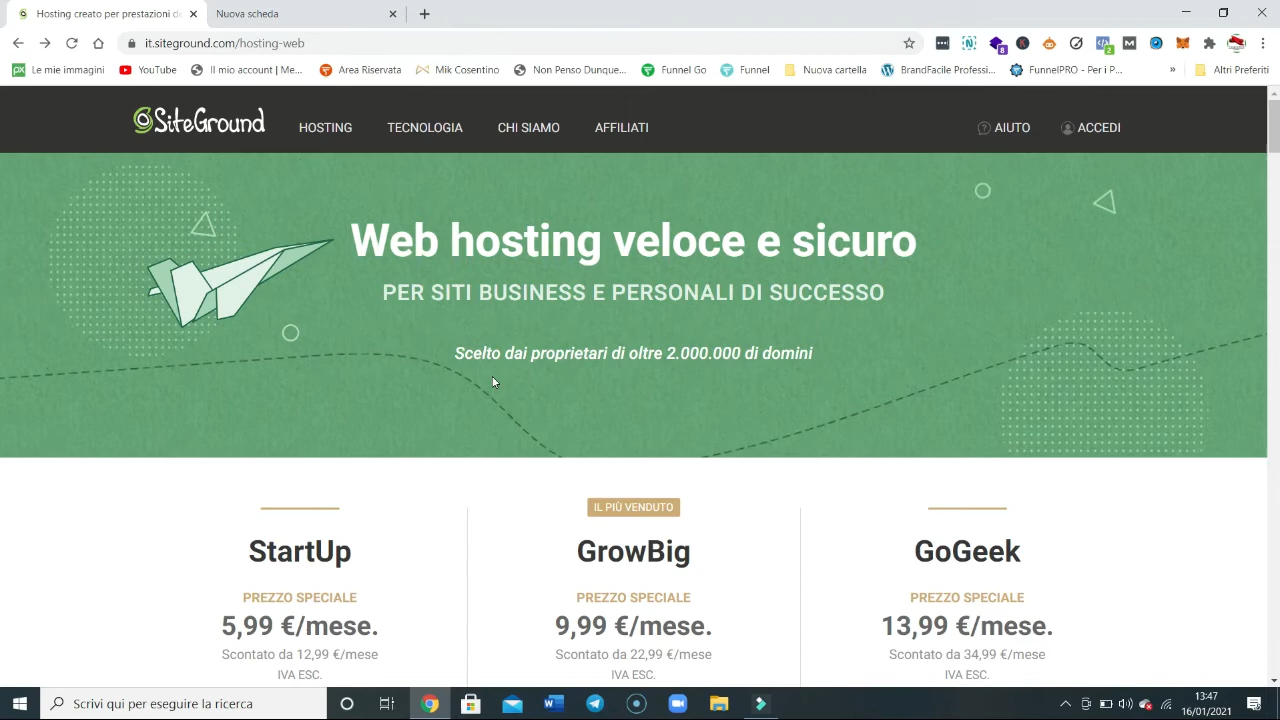 Hosting creato per prestazioni de
Nuova scheda
it.siteground.com/hosting-web
8
2
Le mie immagini
YouTube
Il mio account | Me...
Area Riservata
Mik Cosentino...
Non Penso Dunque...
Funnel Go
Funnel
Nuova cartella
BrandFacile Professi...
FunnelPRO - Per i P...
»
Altri Preferiti
SiteGround
HOSTING
TECNOLOGIA
CHI SIAMO
AFFILIATI
AIUTO
ACCEDI
Web hosting veloce e sicuro
PER SITI BUSINESS E PERSONALI DI SUCCESSO
Scelto dai proprietari di oltre 2.000.000 di domini
StartUp
PREZZO SPECIALE
5,99 €/mese.
Scontato da 12,99 €/mese
IVA ESC.
IL PIÙ VENDUTO
GrowBig
PREZZO SPECIALE
9,99 €/mese.
Scontato da 22,99 €/mese
IVA ESC.
GoGeek
PREZZO SPECIALE
13,99 €/mese.
Scontato da 34,99 €/mese
IVA ESC.
Scrivi qui per eseguire la ricerca
13:47
16/01/2021